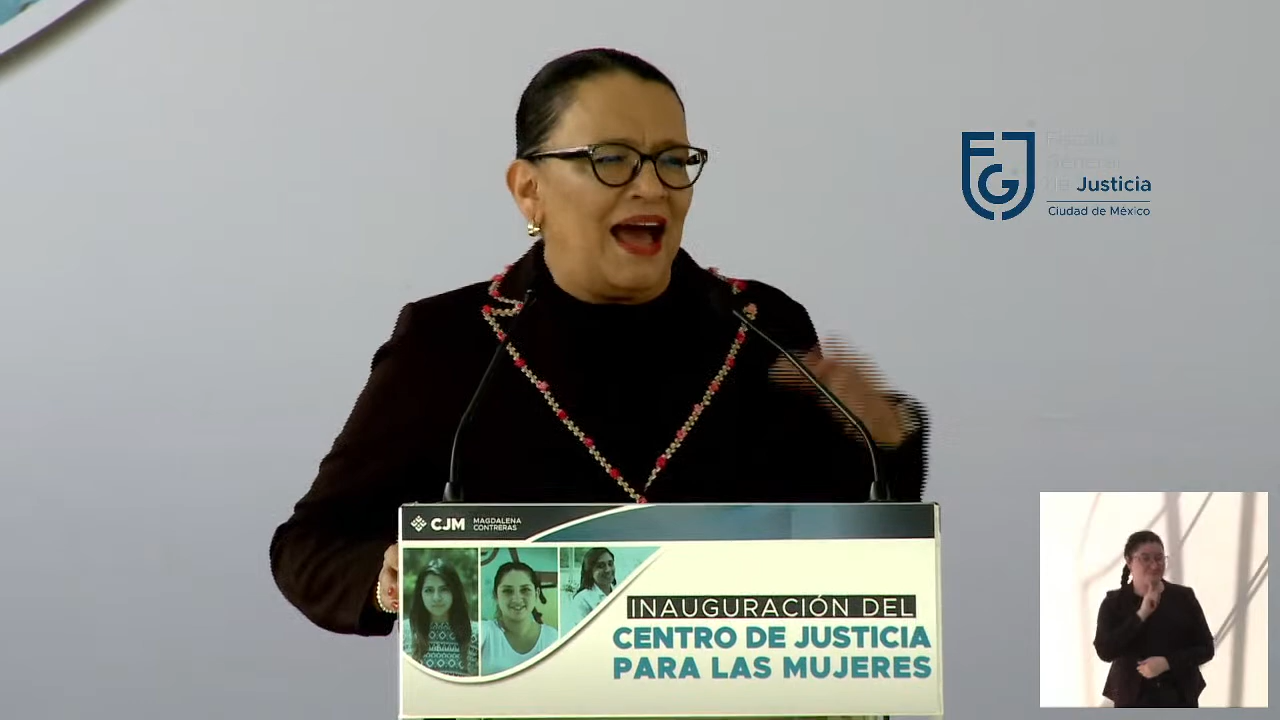 Fiscalía
General
de Justicia
Ciudad de México
CJM MAGDALENA
CONTRERAS
INAUGURACIÓN DEL
CENTRO DE JUSTICIA
PARA LAS MUJERES